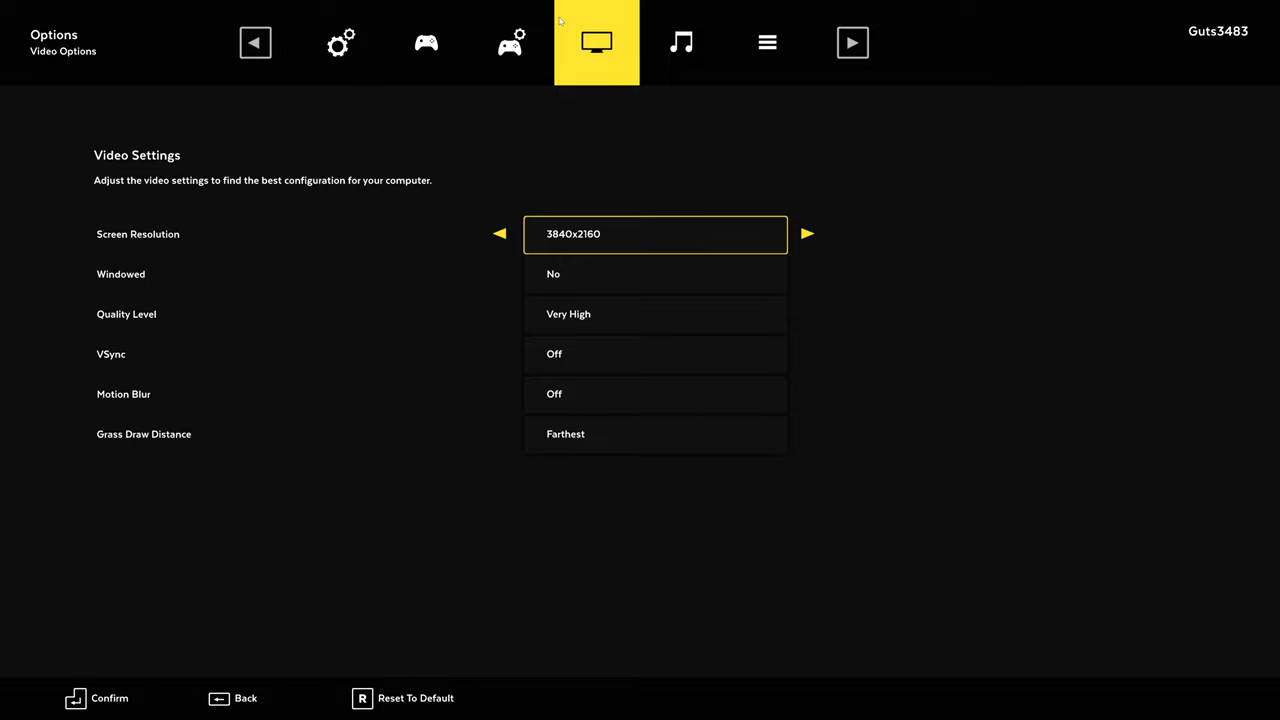 Options
Video Options
Guts3483
Video Settings
Adjust the video settings to find the best configuration for your computer.
Screen Resolution 3840x2160
Windowed No
Quality Level Very High
VSync Off
Motion Blur Off
Grass Draw Distance Farthest
Confirm Back R Reset To Default